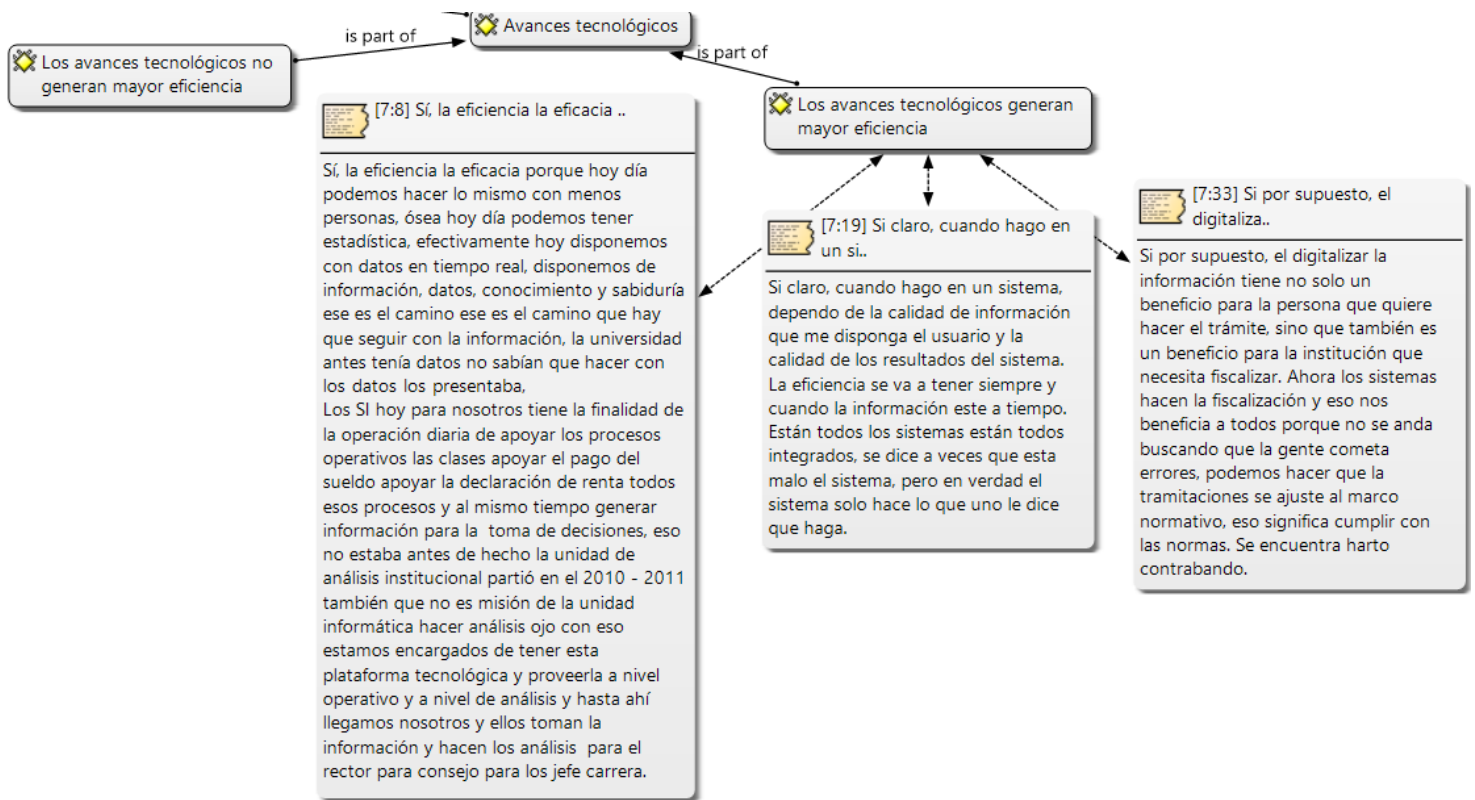 Avances tecnológicos
is part of
is part of
Los avances tecnológicos no
generan mayor eficiencia
Los avances tecnológicos generan
mayor eficiencia
[7:8] Sí, la eficiencia la eficacia ..
Sí, la eficiencia la eficacia porque hoy día
podemos hacer lo mismo con menos
personas, ósea hoy día podemos tener
estadística, efectivamente hoy disponemos
con datos en tiempo real, disponemos de
información, datos, conocimiento y sabiduría
ese es el camino ese es el camino que hay
que seguir con la información, la universidad
antes tenía datos no sabían que hacer con
los datos los presentaba,
Los SI hoy para nosotros tiene la finalidad de
la operación diaria de apoyar los procesos
operativos las clases apoyar el pago del
sueldo apoyar la declaración de renta todos
esos procesos y al mismo tiempo generar
información para la  toma de decisiones, eso
no estaba antes de hecho la unidad de
análisis institucional partió en el 2010 - 2011
también que no es misión de la unidad
informática hacer análisis ojo con eso
estamos encargados de tener esta
plataforma tecnológica y proveerla a nivel
operativo y a nivel de análisis y hasta ahí
llegamos nosotros y ellos toman la
información y hacen los análisis  para el
rector para consejo para los jefe carrera.
[7:19] Si claro, cuando hago en
un si..
Si claro, cuando hago en un sistema,
dependo de la calidad de información
que me disponga el usuario y la
calidad de los resultados del sistema.
La eficiencia se va a tener siempre y
cuando la información este a tiempo.
Están todos los sistemas están todos
integrados, se dice a veces que esta
malo el sistema, pero en verdad el
sistema solo hace lo que uno le dice
que haga.
[7:33] Si por supuesto, el
digitaliza..
Si por supuesto, el digitalizar la
información tiene no solo un
beneficio para la persona que quiere
hacer el trámite, sino que también es
un beneficio para la institución que
necesita fiscalizar. Ahora los sistemas
hacen la fiscalización y eso nos
beneficia a todos porque no se anda
buscando que la gente cometa
errores, podemos hacer que la
tramitaciones se ajuste al marco
normativo, eso significa cumplir con
las normas. Se encuentra harto
contrabando.